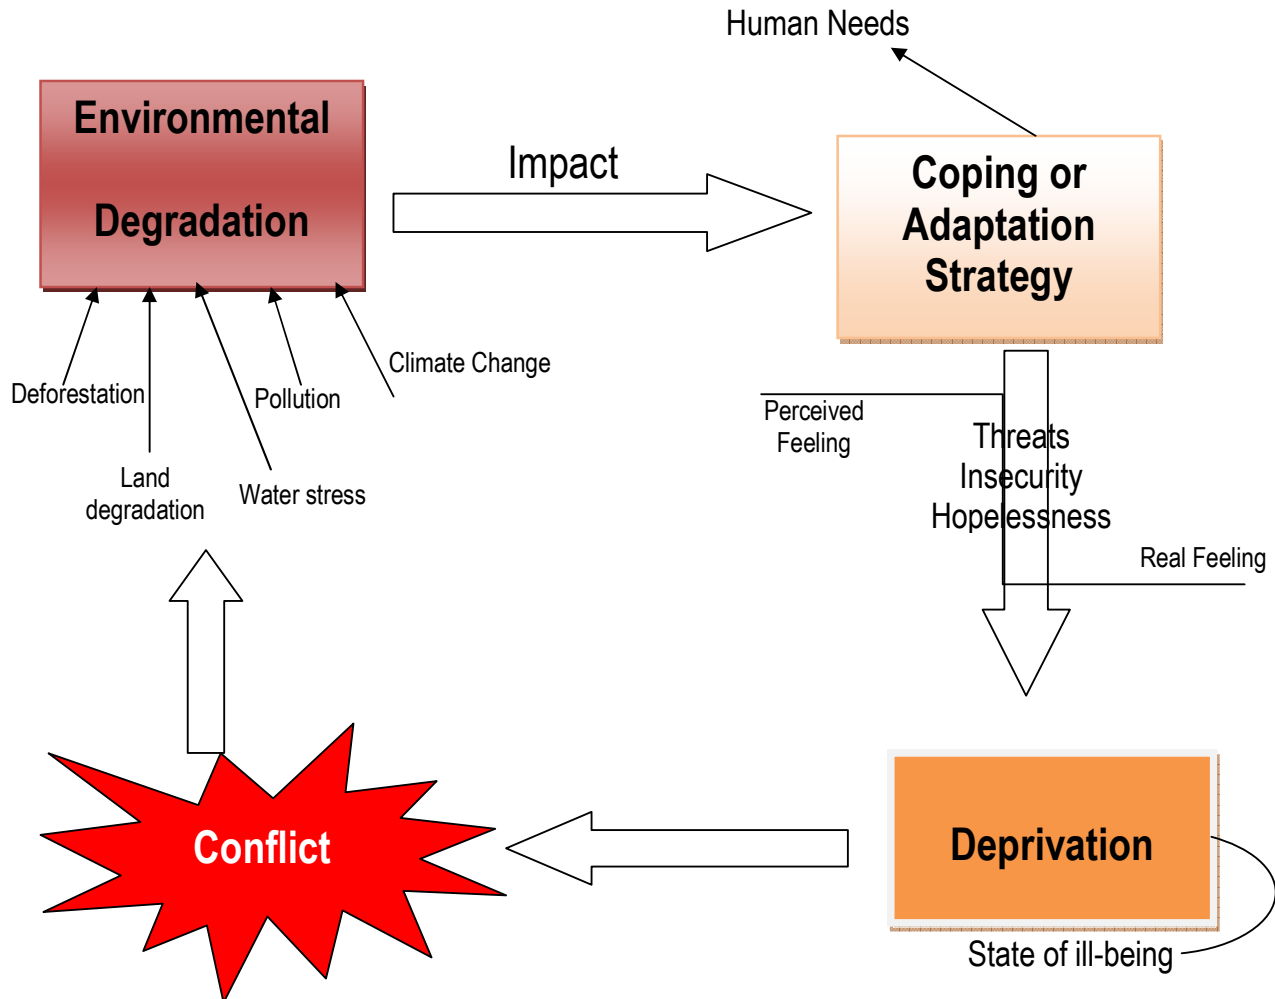 Human Needs
Environmental
Degradation
Impact
Coping or
Adaptation
Strategy
Climate Change
Deforestation
Pollution
Land
degradation
Water stress
Perceived
Feeling
Threats
Insecurity
Hopelessness
Real Feeling
Conflict
Deprivation
State of ill-being